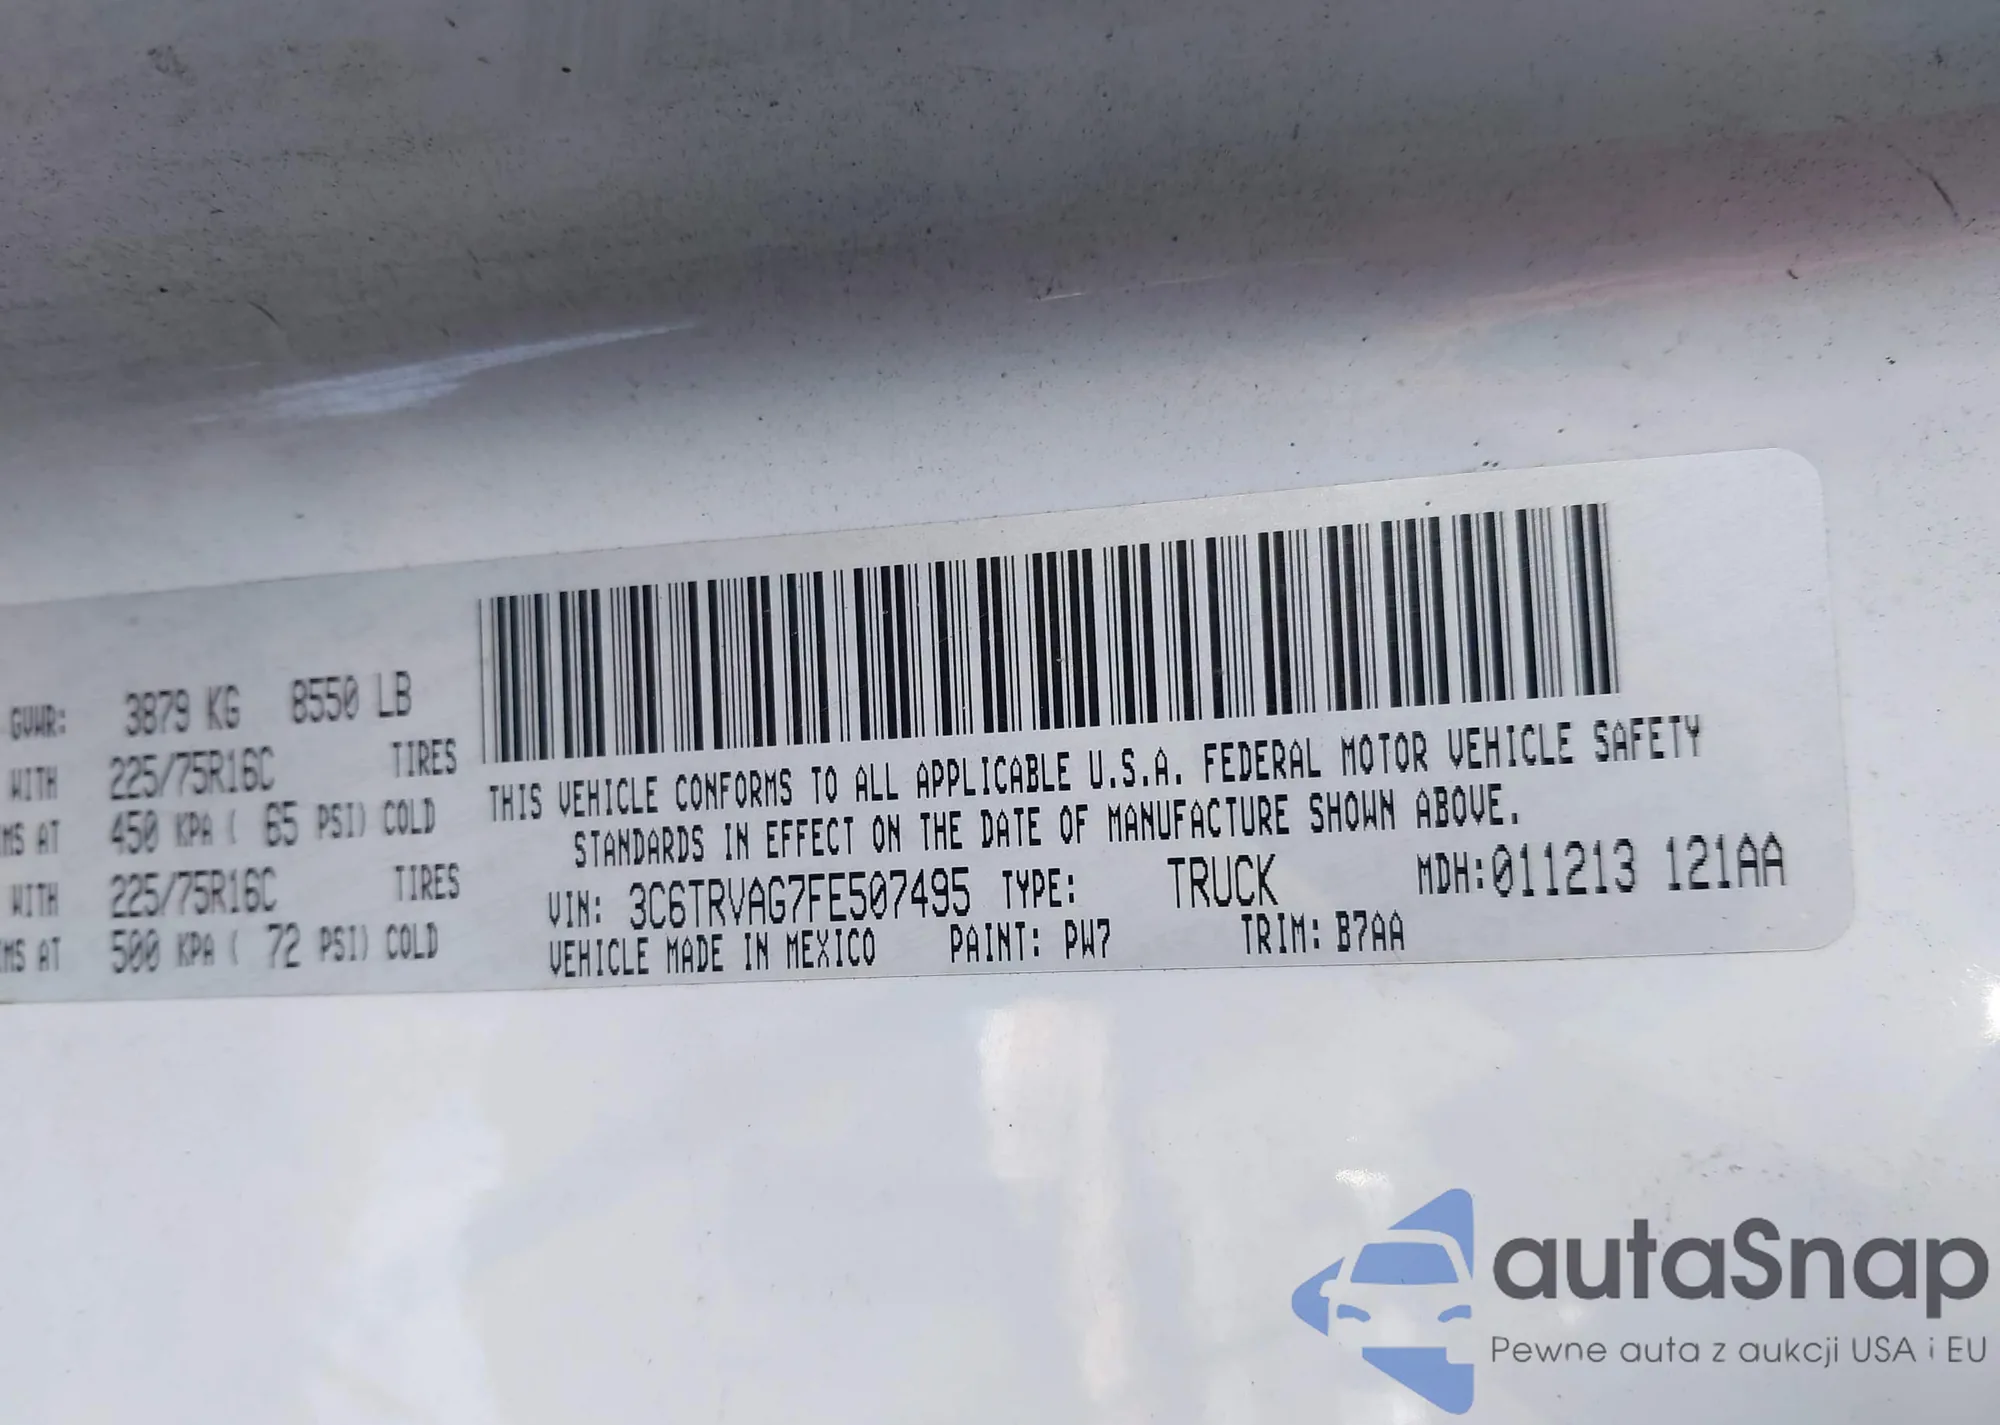 GVWR: 3879 KG 8550 LB
WITH 225/75R16C TIRES
MS AT 450 KPA ( 65 PSI) COLD
WITH 225/75R16C TIRES
MS AT 500 KPA ( 72 PSI) COLD
THIS VEHICLE CONFORMS TO ALL APPLICABLE U.S.A. FEDERAL MOTOR VEHICLE SAFETY
STANDARDS IN EFFECT ON THE DATE OF MANUFACTURE SHOWN ABOVE.
VIN: 3C6TRVAG7FE507495 TYPE: TRUCK MDH:011213 121AA
VEHICLE MADE IN MEXICO PAINT: PW7 TRIM: B7AA
autaSnap
Pewne auta z aukcji USA i EU